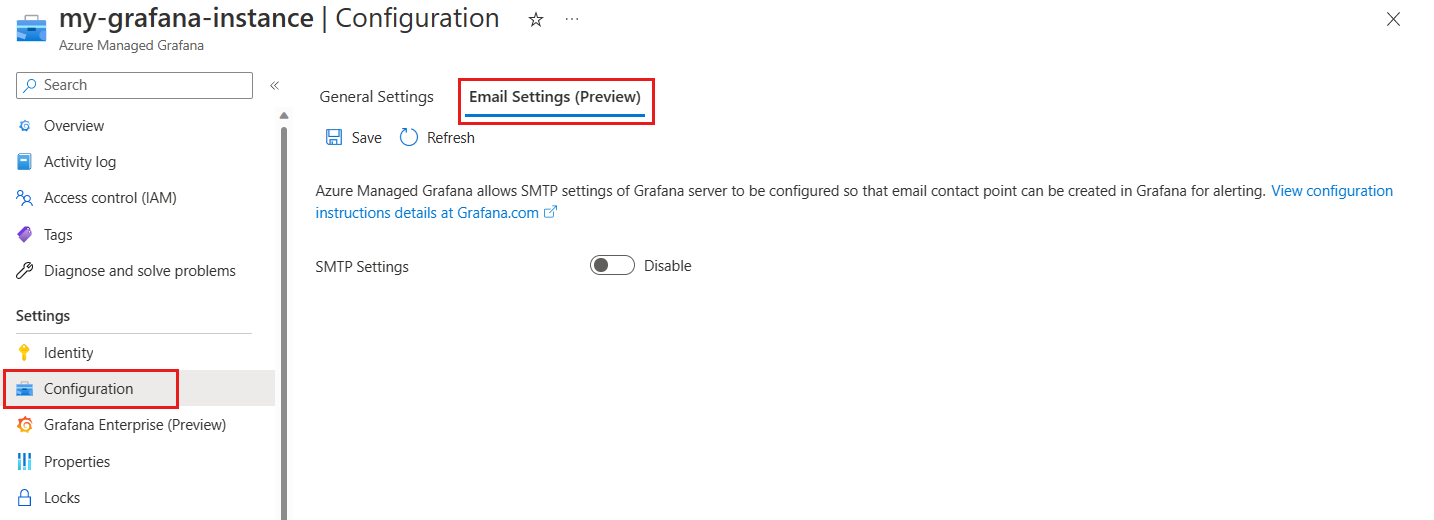 my-grafana-instance | Configuration
Azure Managed Grafana
Search
Overview
Activity log
Access control (IAM)
Tags
Diagnose and solve problems
Settings
Identity
Configuration
Grafana Enterprise (Preview)
Properties
Locks
General Settings
Email Settings (Preview)
Save
Refresh
Azure Managed Grafana allows SMTP settings of Grafana server to be configured so that email contact point can be created in Grafana for alerting. View configuration
instructions details at Grafana.com
SMTP Settings
Disable